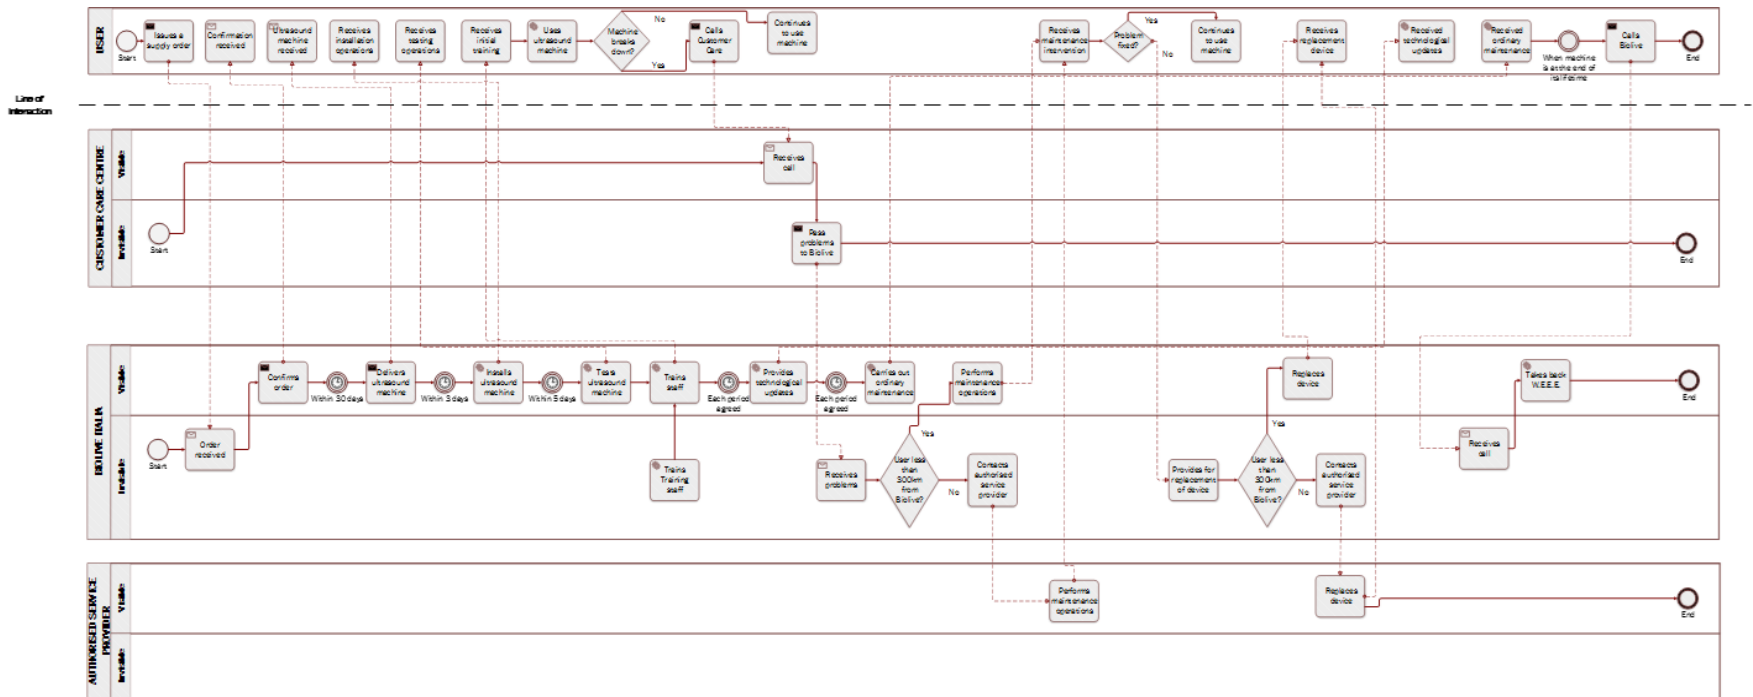 USER
Start
Issues a
supply order
Confirmation
received
Ultrasound
machine
received
Receives
installation
operations
Receives
testing
operations
Receives
initial
training
Uses
ultrasound
machine
Machine
breaks
down?
No
Yes
Calls
Customer
Care
Continues
to use
machine
Receives
maintenance
intervention
Problem
fixed?
Yes
No
Continues
to use
machine
Receives
replacement
device
Received
technological
updates
Received
ordinary
maintenance
When machine
is at the end of
its lifetime
Calls
Biolive
End
Line of
interaction
CUSTOMER CARE CENTRE
Visible
Invisible
Receives
call
Start
Pass
problems
to Biolive
End
BIOLIVE ITALIA
Visible
Invisible
Confirms
order
Within 30 days
Delivers
ultrasound
machine
Within 3 days
Installs
ultrasound
machine
Within 5 days
Tests
ultrasound
machine
Trains
staff
Each period
agreed
Provides
technological
updates
Each period
agreed
Carries out
ordinary
maintenance
Performs
maintenance
operations
Replaces
device
Takes back
W.E.E.E.
End
Start
Order
received
Trains
Training
staff
Receives
problems
User less
than
300km
from
Biolive?
Yes
No
Contacts
authorised
service
provider
Provides for
replacement
of device
User less
than
300km
from
Biolive?
Yes
No
Contacts
authorised
service
provider
Receives
call
AUTHORISED SERVICE
PROVIDER
Visible
Invisible
Performs
maintenance
operations
Replaces
device
End